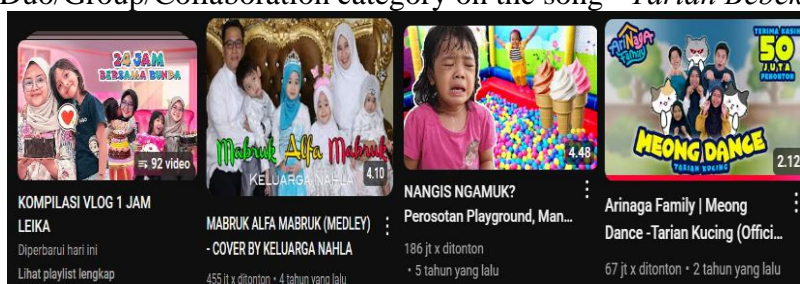 Duo/Group/Collaboration category on the song "Tarian Bebek
24 JAM
BERSAMA BUNDA
92 video
KOMPILASI VLOG 1 JAM
LEIKA
Diperbarui hari ini
Lihat playlist lengkap
Mabruk Alfa Mabruk
KELUARGA NAHLA
4.10
MABRUK ALFA MABRUK (MEDLEY)
- COVER BY KELUARGA NAHLA
455 jt x ditonton • 4 tahun yang lalu
4.48
NANGIS NGAMUK?
Perosotan Playground, Man...
186 jt x ditonton
• 5 tahun yang lalu
AriNaga
Family
TERIMA KASIH
50
JUTA
PENONTON
MEONG DANCE
TARIAN KUCING
2.12
Arinaga Family | Meong
Dance -Tarian Kucing (Offici...
67 jt x ditonton • 2 tahun yang lalu